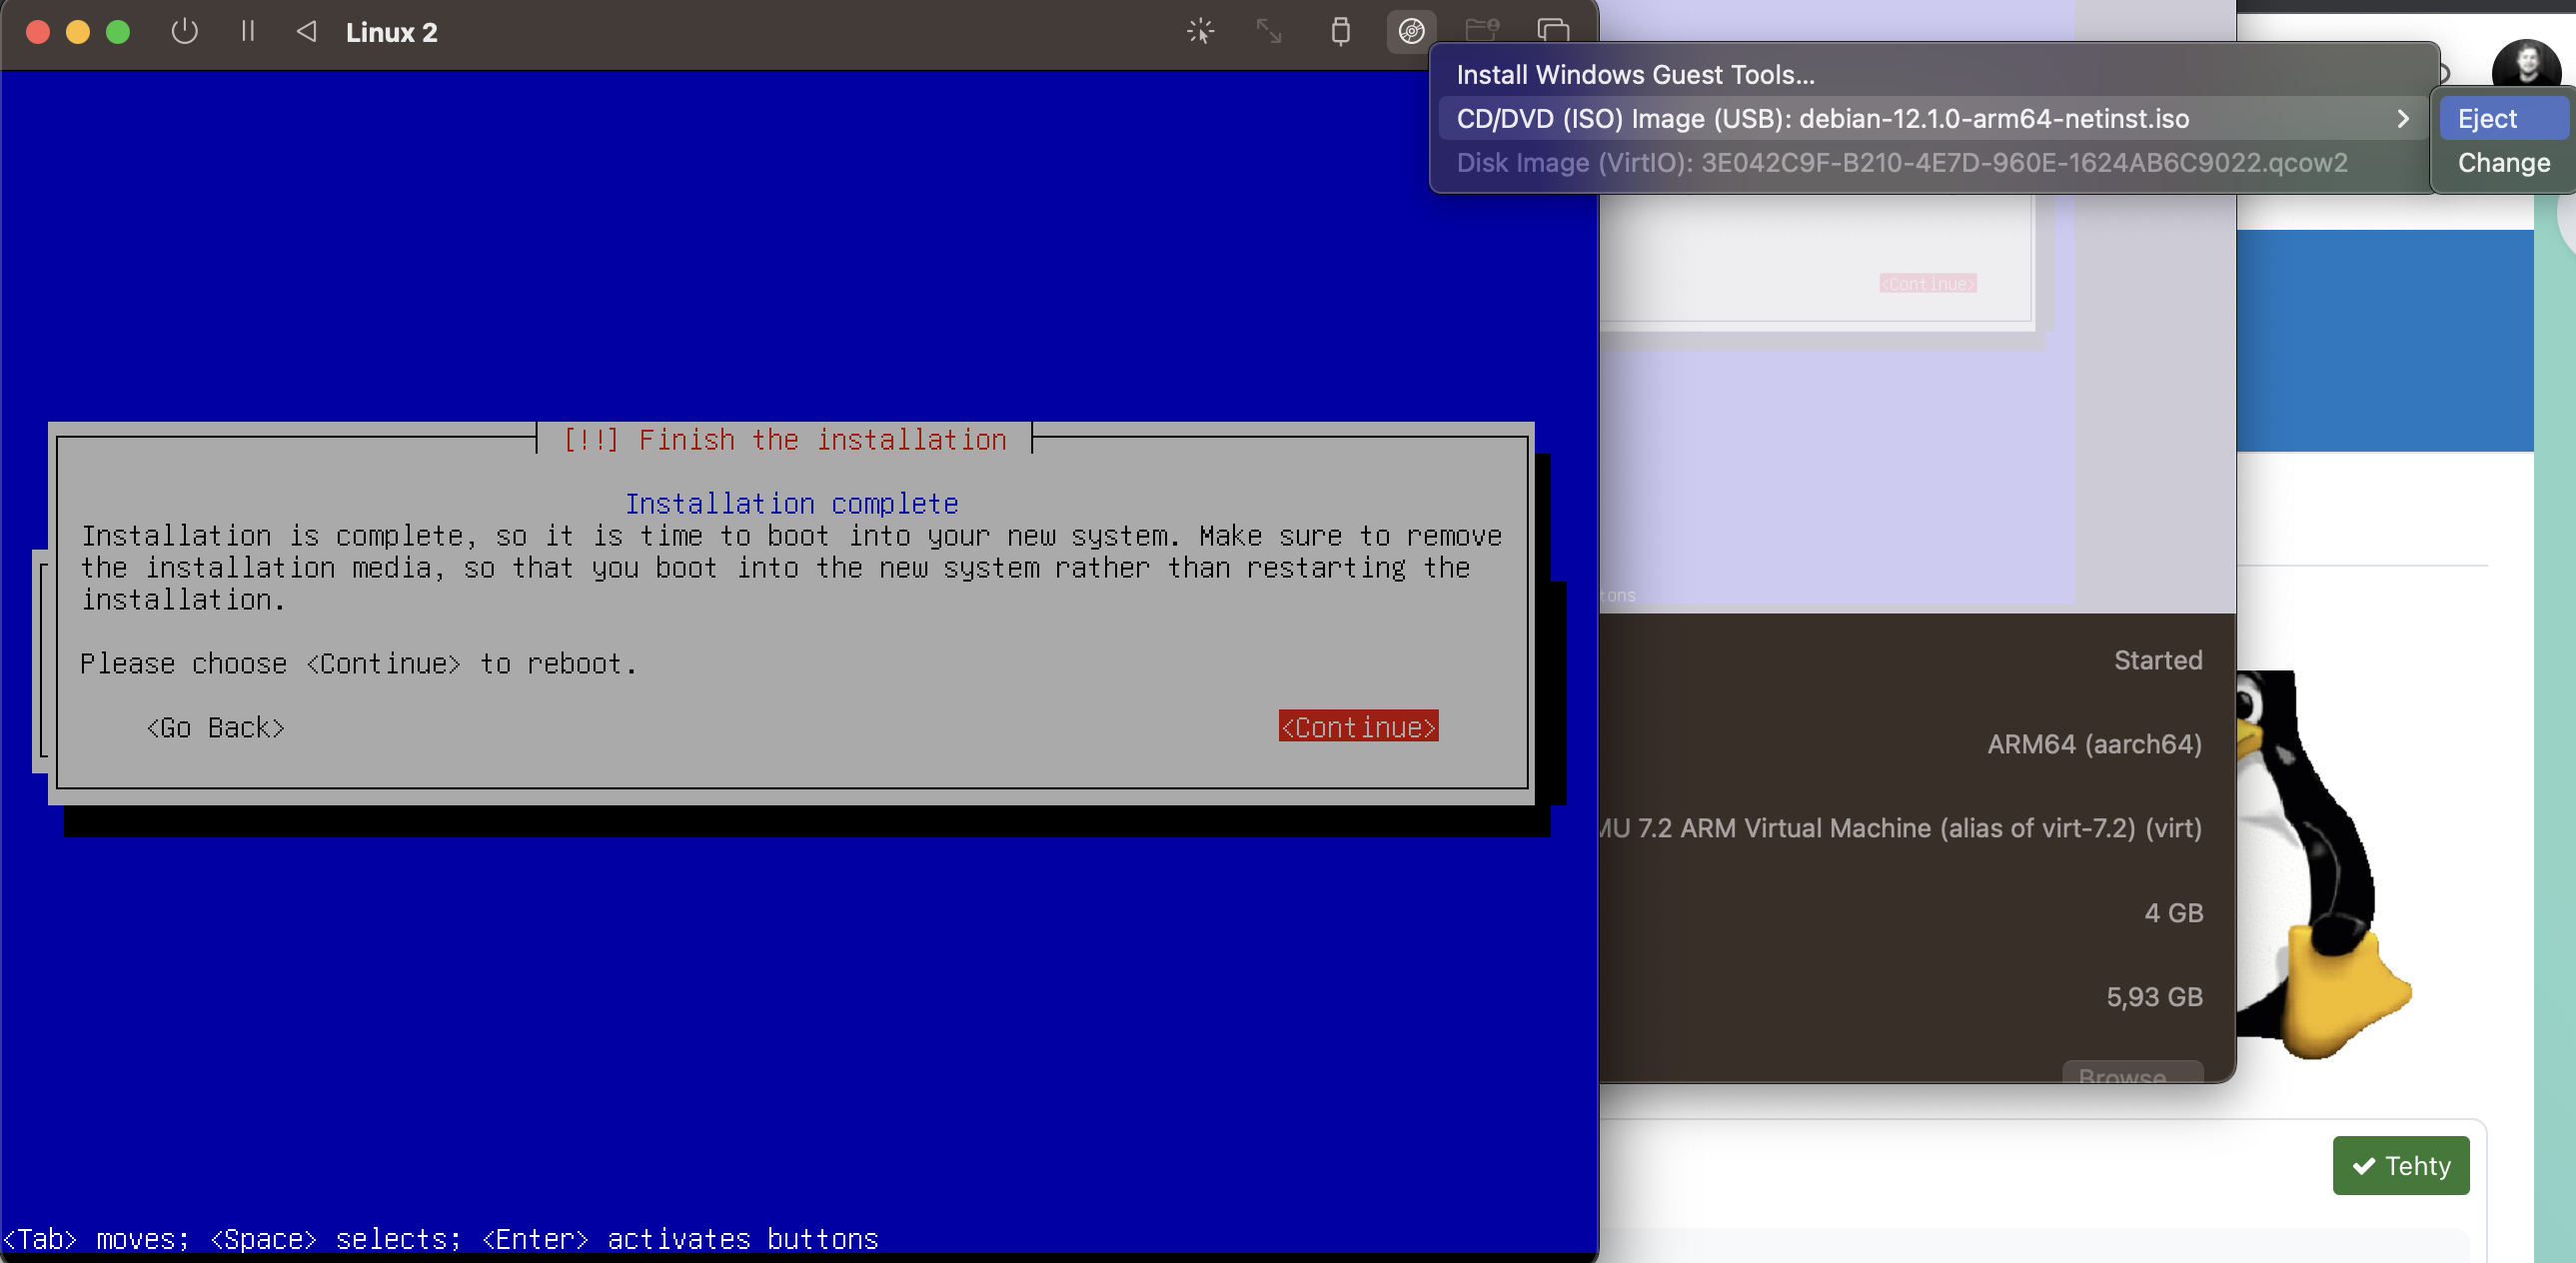 Linux 2
Install Windows Guest Tools...
CD/DVD (ISO) Image (USB): debian-12.1.0-arm64-netinst.iso
Eject
Disk Image (VirtIO): 3E042C9F-B210-4E7D-960E-1624AB6C9022.qcow2
Change
<Continue>
[!!] Finish the installation
Installation complete
Installation is complete, so it is time to boot into your new system. Make sure to remove
the installation media, so that you boot into the new system rather than restarting the
installation.
Please choose <Continue> to reboot.
<Go Back>
<Continue>
tons
Started
ARM64 (aarch64)
MU 7.2 ARM Virtual Machine (alias of virt-7.2) (virt)
4 GB
5,93 GB
Browse
Tehty
<Tab> moves; <Space> selects; <Enter> activates buttons